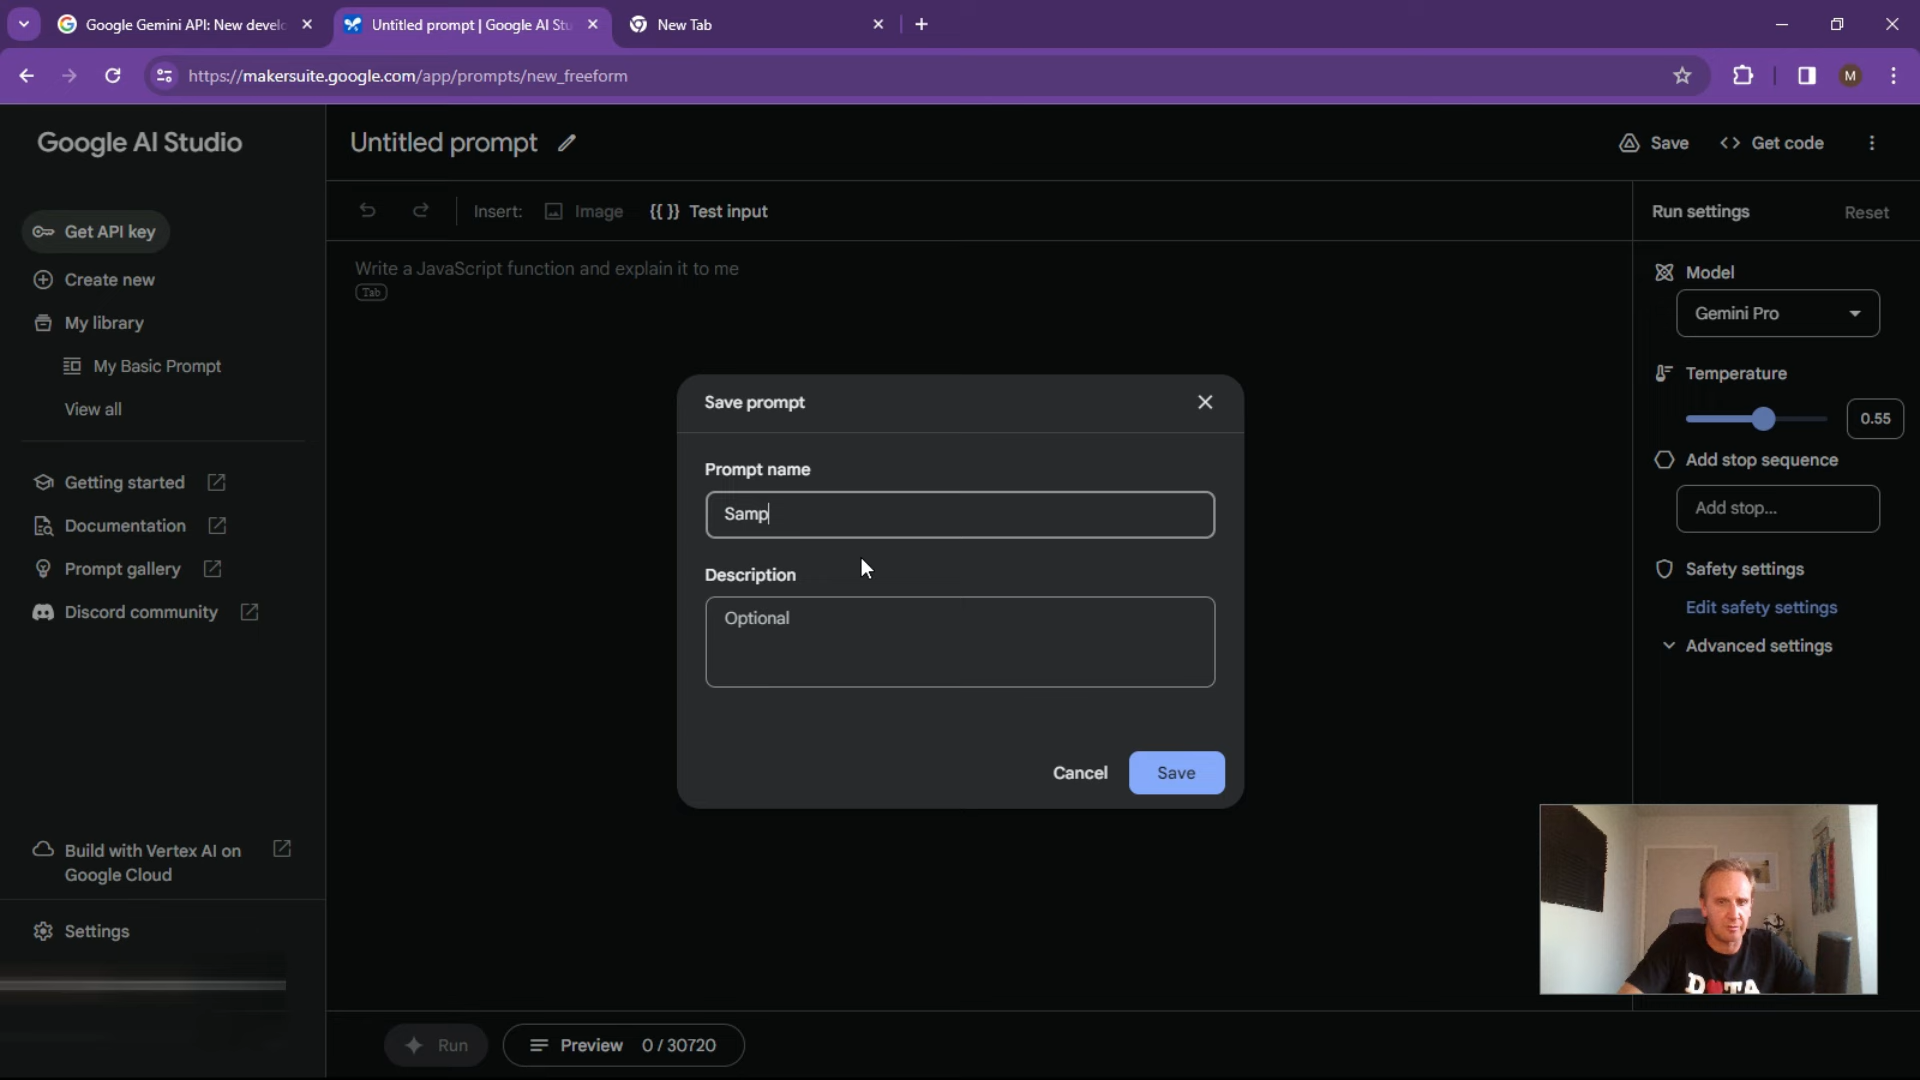 Google Gemini API: New develo
Untitled prompt | Google AI Stu
New Tab
https://makersuite.google.com/app/prompts/new_freeform
M
Google AI Studio
Untitled prompt
Save
Get code
Get API key
Insert:
Image
{{ }} Test input
Run settings
Reset
Create new
Write a JavaScript function and explain it to me
Tab
Model
My library
Gemini Pro
My Basic Prompt
Temperature
View all
0.55
Save prompt
Add stop sequence
Prompt name
Getting started
Samp
Add stop...
Documentation
Prompt gallery
Description
Safety settings
Discord community
Optional
Edit safety settings
Advanced settings
Cancel
Save
Build with Vertex AI on
Google Cloud
Settings
D TA
Run
Preview 0 / 30720